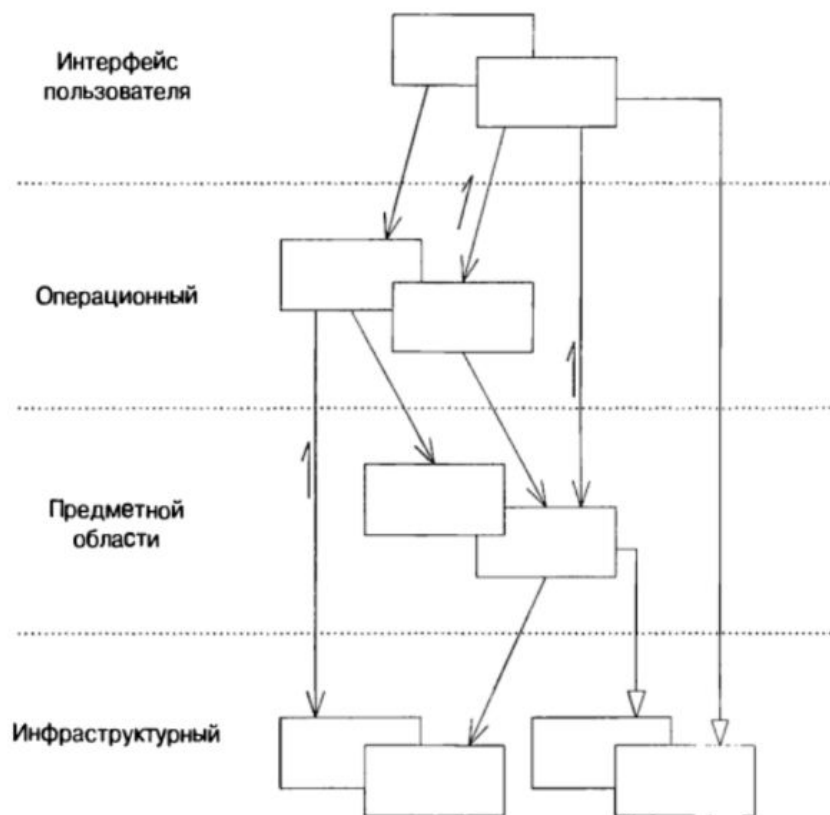 Интерфейс
пользователя
Операционный
Предметной
области
Инфраструктурный